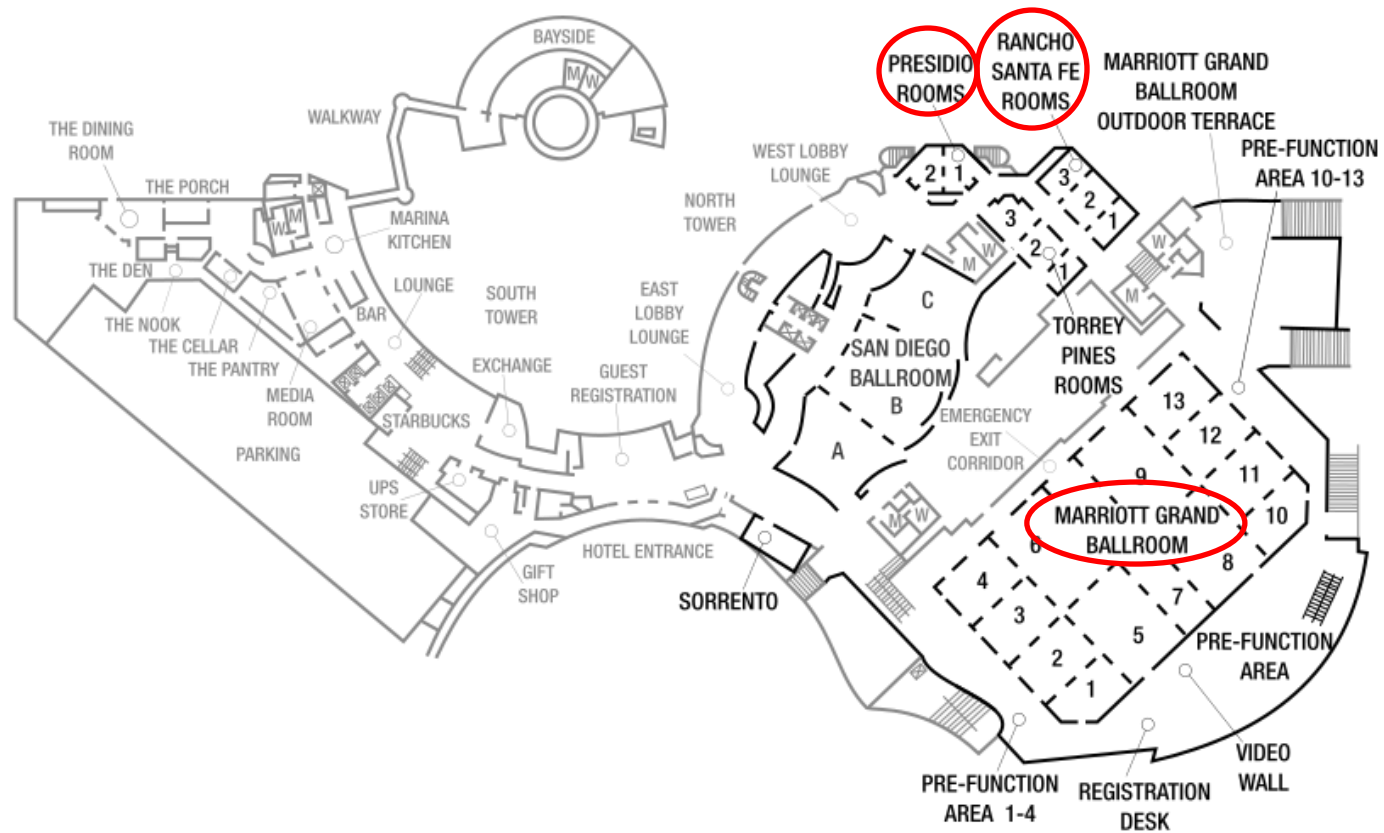 BAYSIDE
M
W
WALKWAY
THE DINING
ROOM
THE PORCH
M
W
MARINA
KITCHEN
THE DEN
THE NOOK
THE CELLAR
THE PANTRY
MEDIA
ROOM
BAR
LOUNGE
SOUTH
TOWER
EXCHANGE
STARBUCKS
PARKING
UPS
STORE
GUEST
REGISTRATION
GIFT
SHOP
HOTEL ENTRANCE
SORRENTO
EAST
LOBBY
LOUNGE
NORTH
TOWER
WEST LOBBY
LOUNGE
PRESIDIO
ROOMS
2
1
RANCHO
SANTA FE
ROOMS
3
2
1
MARRIOTT GRAND
BALLROOM
OUTDOOR TERRACE
PRE-FUNCTION
AREA 10-13
3
2
1
TORREY
PINES
ROOMS
M
W
W
M
C
SAN DIEGO
BALLROOM
B
A
M
W
EMERGENCY
EXIT
CORRIDOR
13
12
11
10
9
MARRIOTT GRAND
BALLROOM
6
8
7
5
4
3
2
1
PRE-FUNCTION
AREA
VIDEO
WALL
REGISTRATION
DESK
PRE-FUNCTION
AREA 1-4